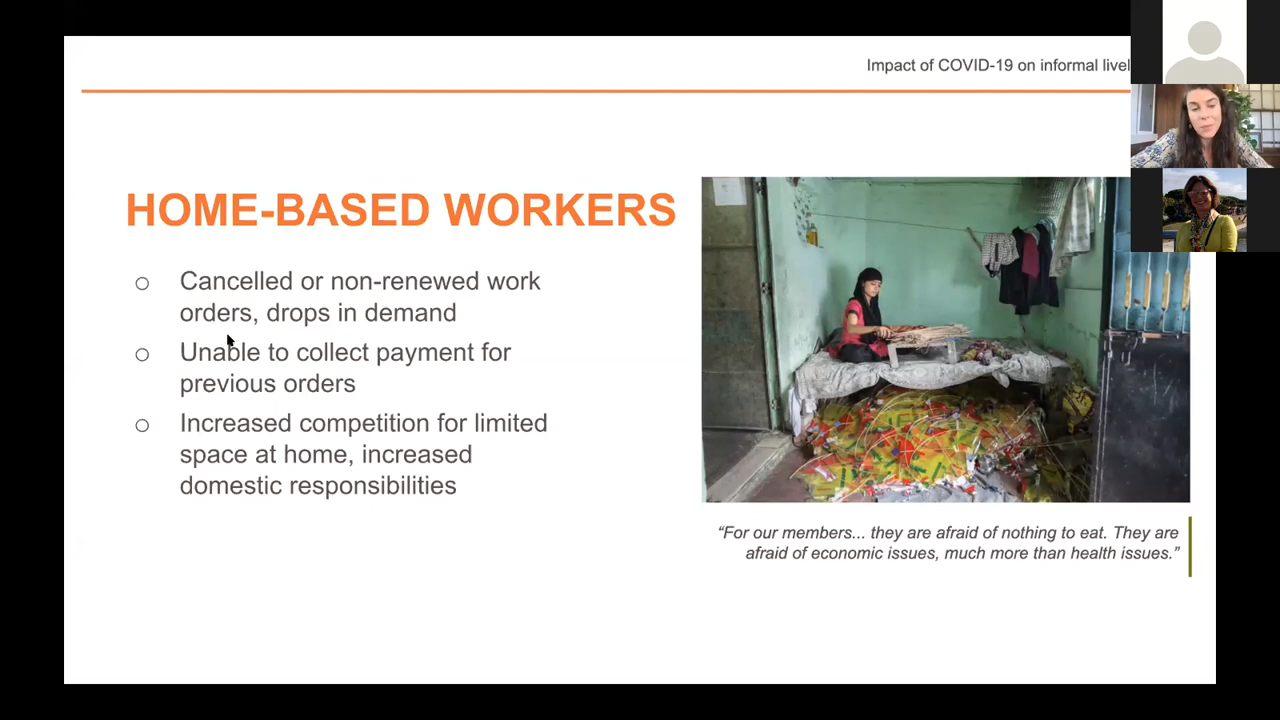 Impact of COVID-19 on informal
HOME-BASED WORKERS
Cancelled or non-renewed work
orders, drops in demand
Unable to collect payment for
previous orders
Increased competition for limited
space at home, increased
domestic responsibilities
“For our members... they are afraid of nothing to eat. They are
afraid of economic issues, much more than health issues.”